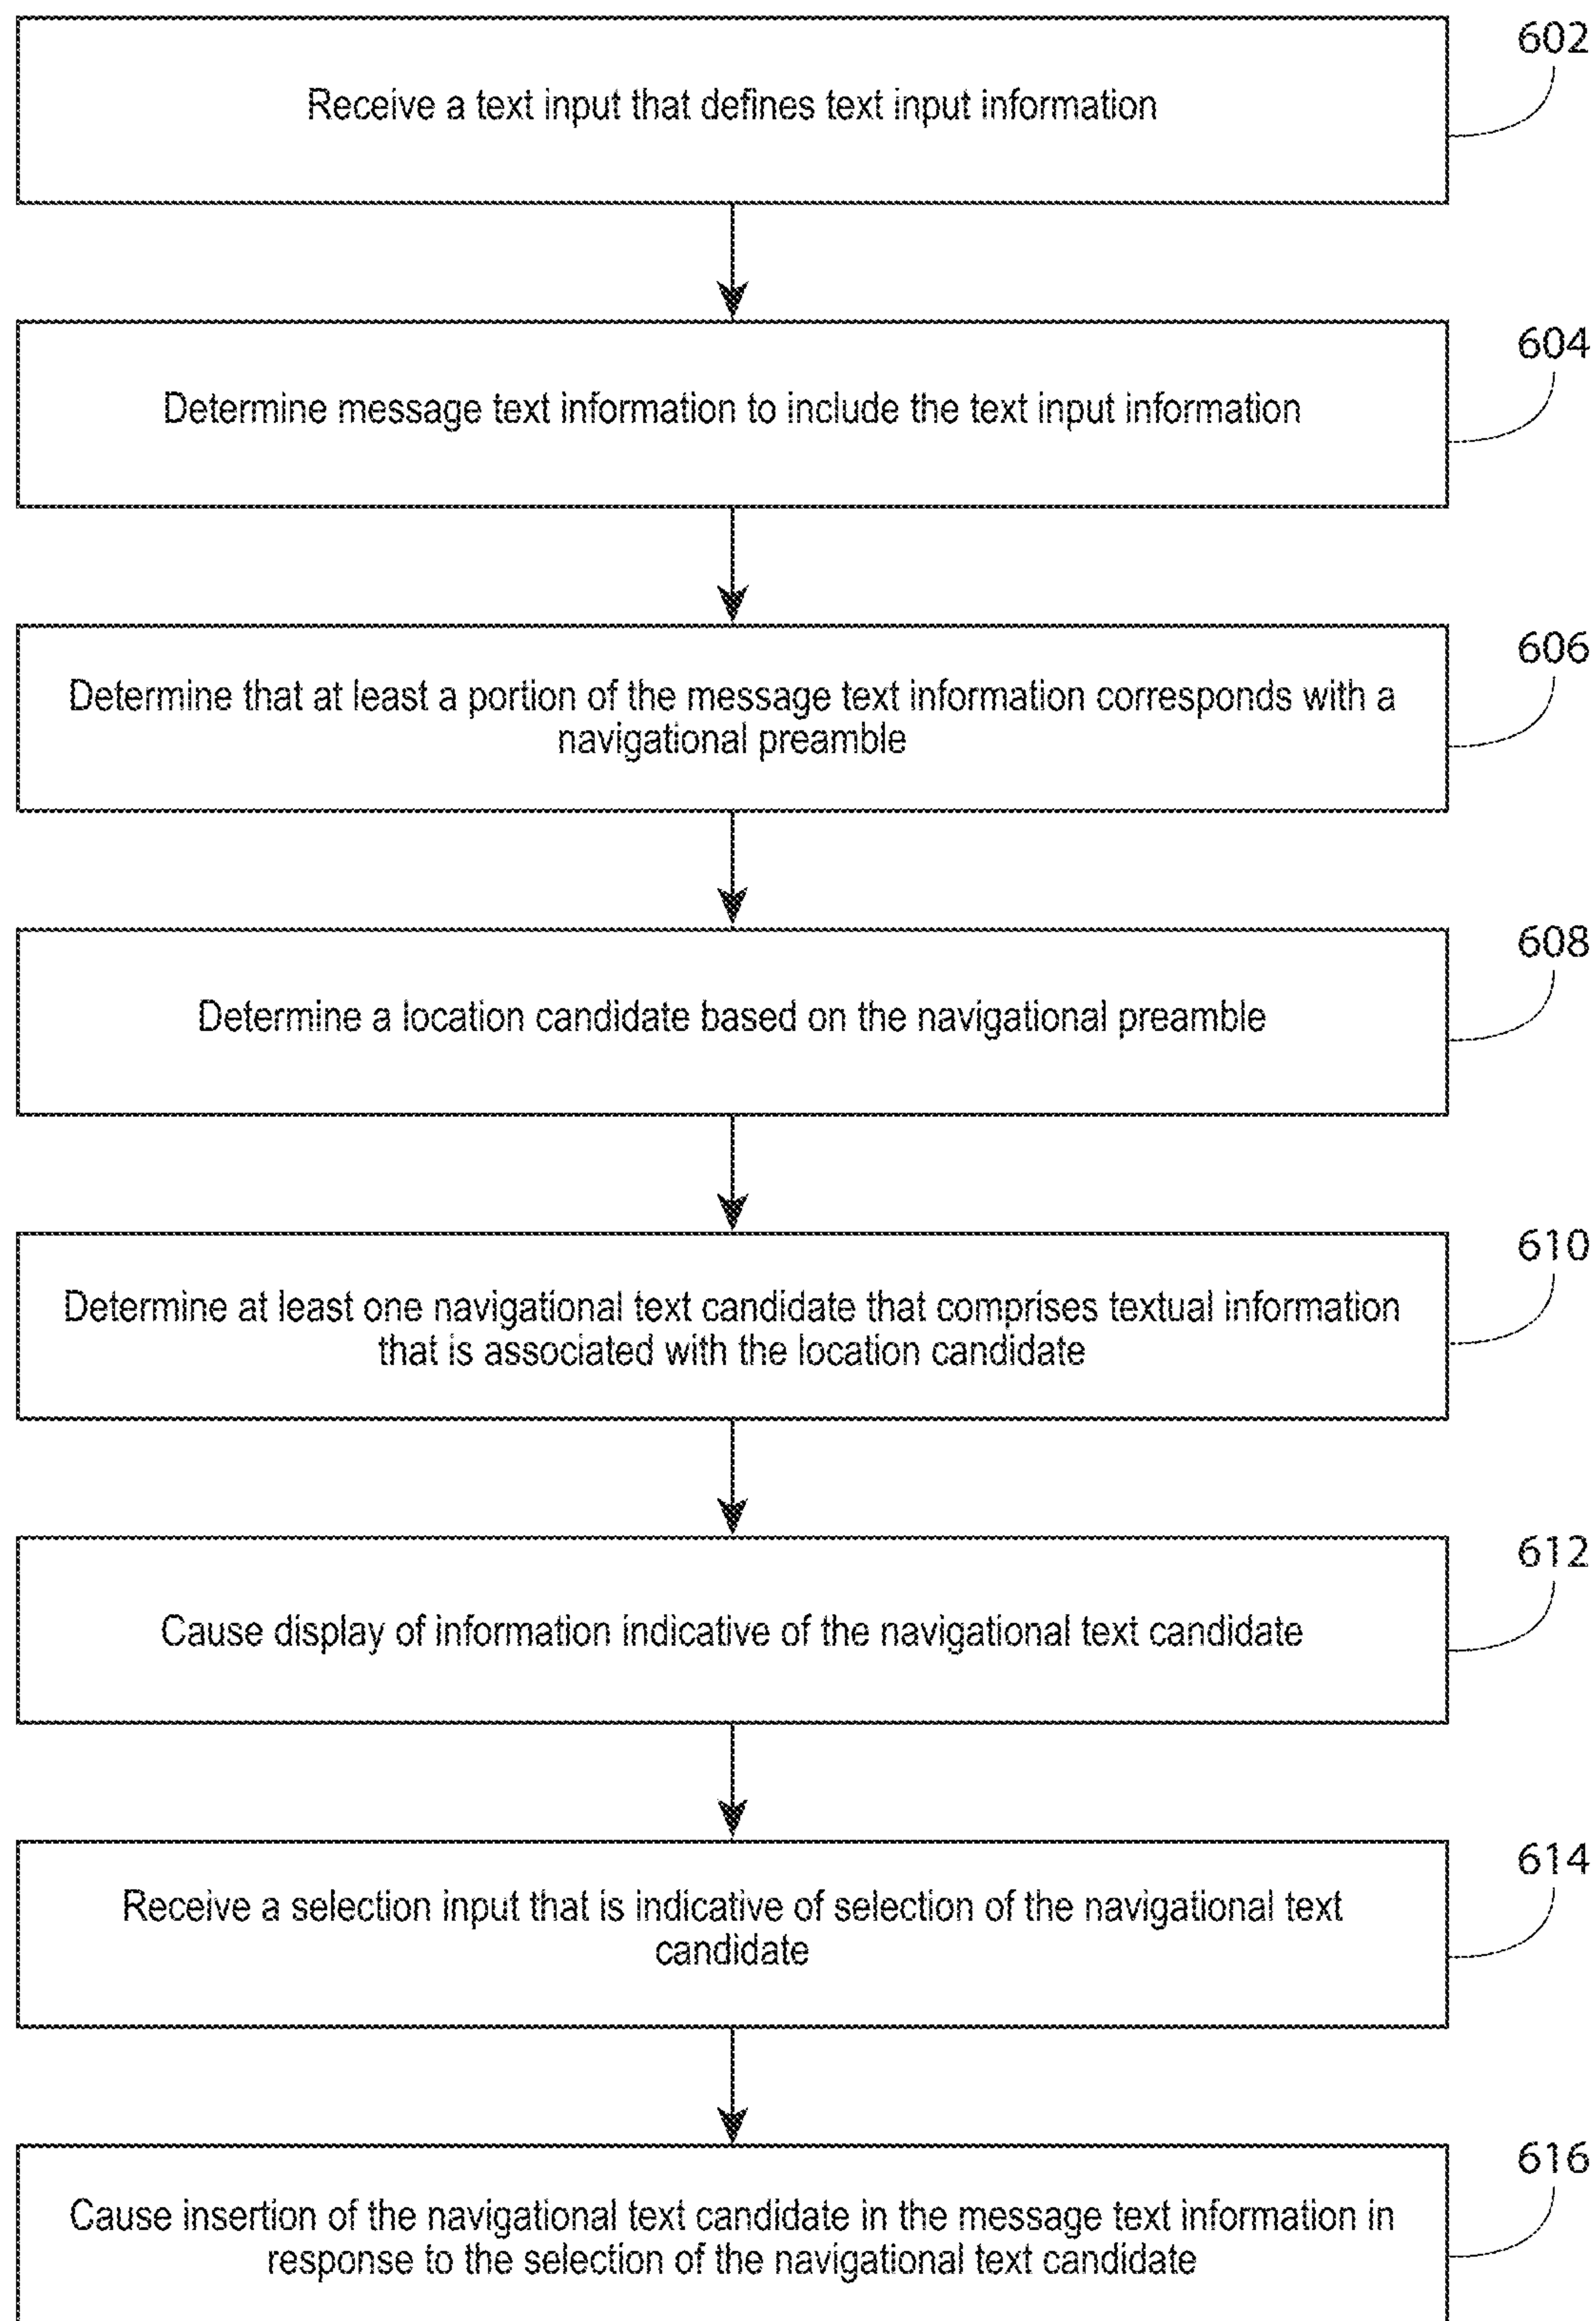 602
Receive a text input that defines text input information
604
Determine message text information to include the text input information
606
Determine that at least a portion of the message text information corresponds with a
navigational preamble
608
Determine a location candidate based on the navigational preamble
610
Determine at least one navigational text candidate that comprises textual information
that is associated with the location candidate
612
Cause display of information indicative of the navigational text candidate
614
Receive a selection input that is indicative of selection of the navigational text
candidate
616
Cause insertion of the navigational text candidate in the message text information in
response to the selection of the navigational text candidate